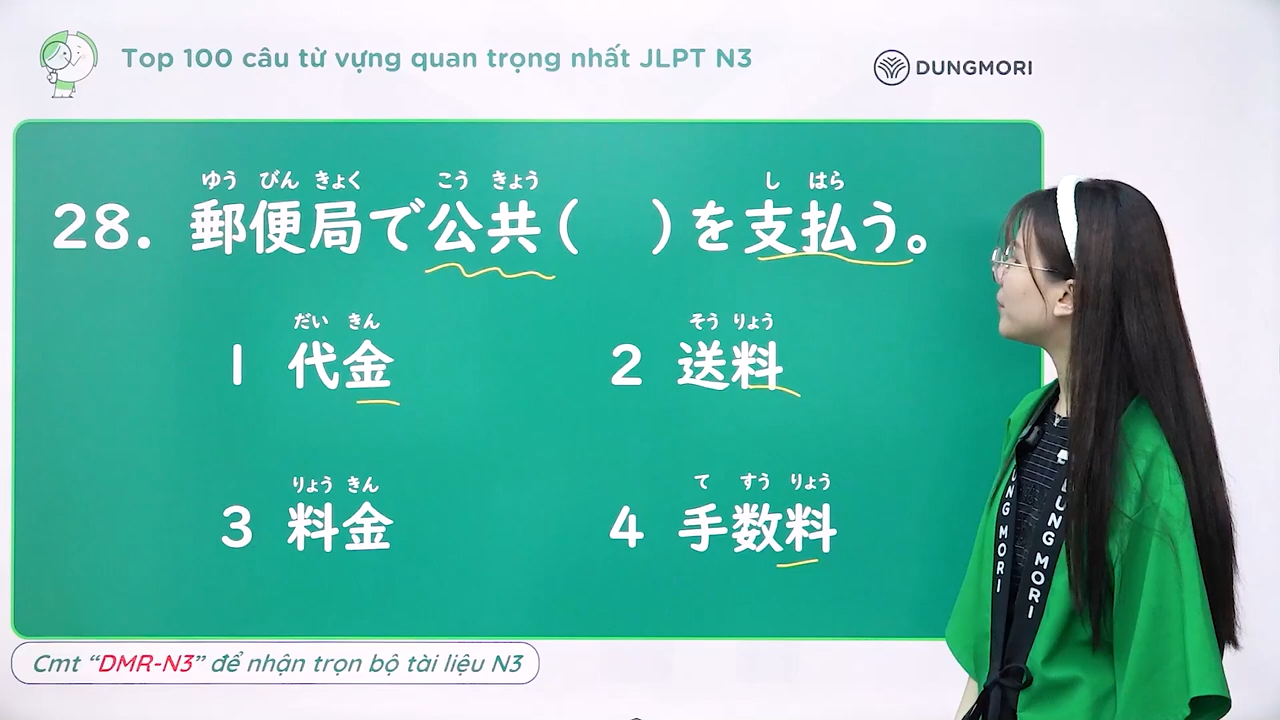 Top 100 câu từ vựng quan trọng nhất JLPT N3
DUNGMORI
ゆう びん きょく こう きょう し はら
28. 郵便局で公共( )を支払う。
だい きん そう りょう
1 代金 2 送料
りょう きん て すう りょう
3 料金 4 手数料
Cmt “DMR-N3” để nhận trọn bộ tài liệu N3
UNG MORI
DUNG MORI